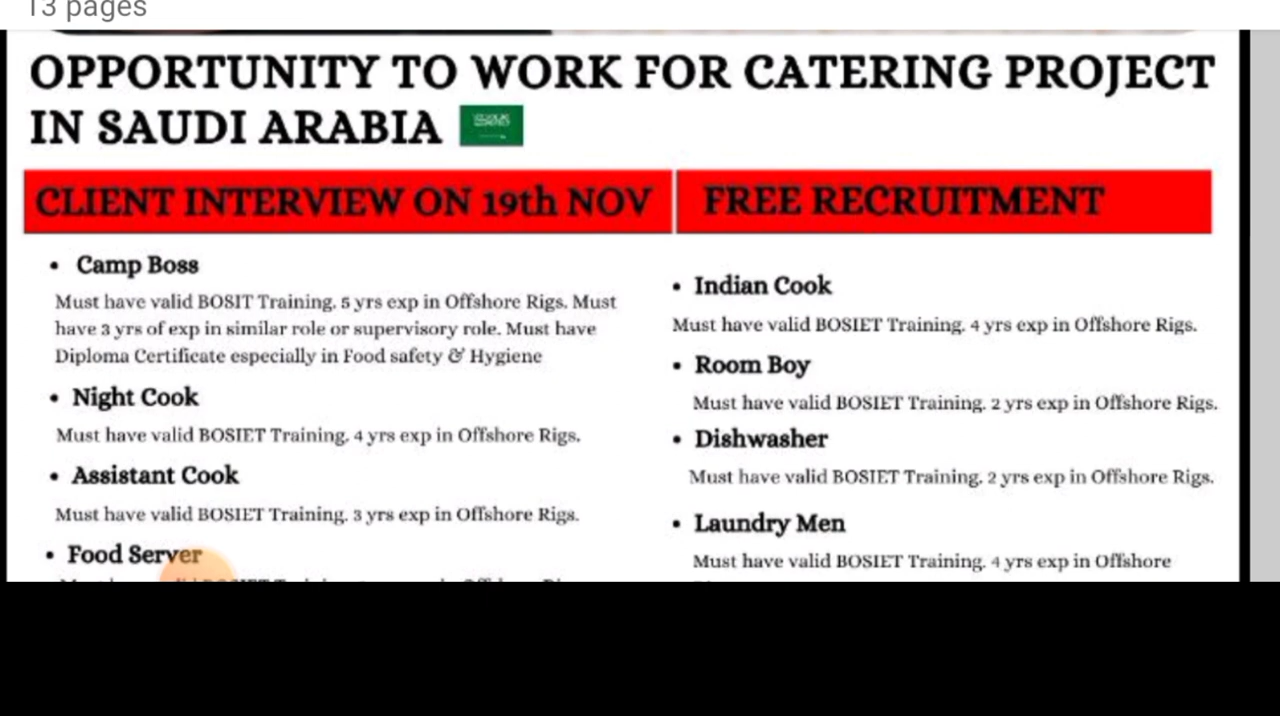 13 pages
OPPORTUNITY TO WORK FOR CATERING PROJECT
IN SAUDI ARABIA
CLIENT INTERVIEW ON 19th NOV
FREE RECRUITMENT
• Camp Boss
Must have valid BOSIT Training. 5 yrs exp in Offshore Rigs. Must
have 3 yrs of exp in similar role or supervisory role. Must have
Diploma Certificate especially in Food safety & Hygiene
• Night Cook
Must have valid BOSIET Training. 4 yrs exp in Offshore Rigs.
• Assistant Cook
Must have valid BOSIET Training. 3 yrs exp in Offshore Rigs.
• Food Server
• Indian Cook
Must have valid BOSIET Training. 4 yrs exp in Offshore Rigs.
• Room Boy
Must have valid BOSIET Training. 2 yrs exp in Offshore Rigs.
• Dishwasher
Must have valid BOSIET Training. 2 yrs exp in Offshore Rigs.
• Laundry Men
Must have valid BOSIET Training. 4 yrs exp in Offshore